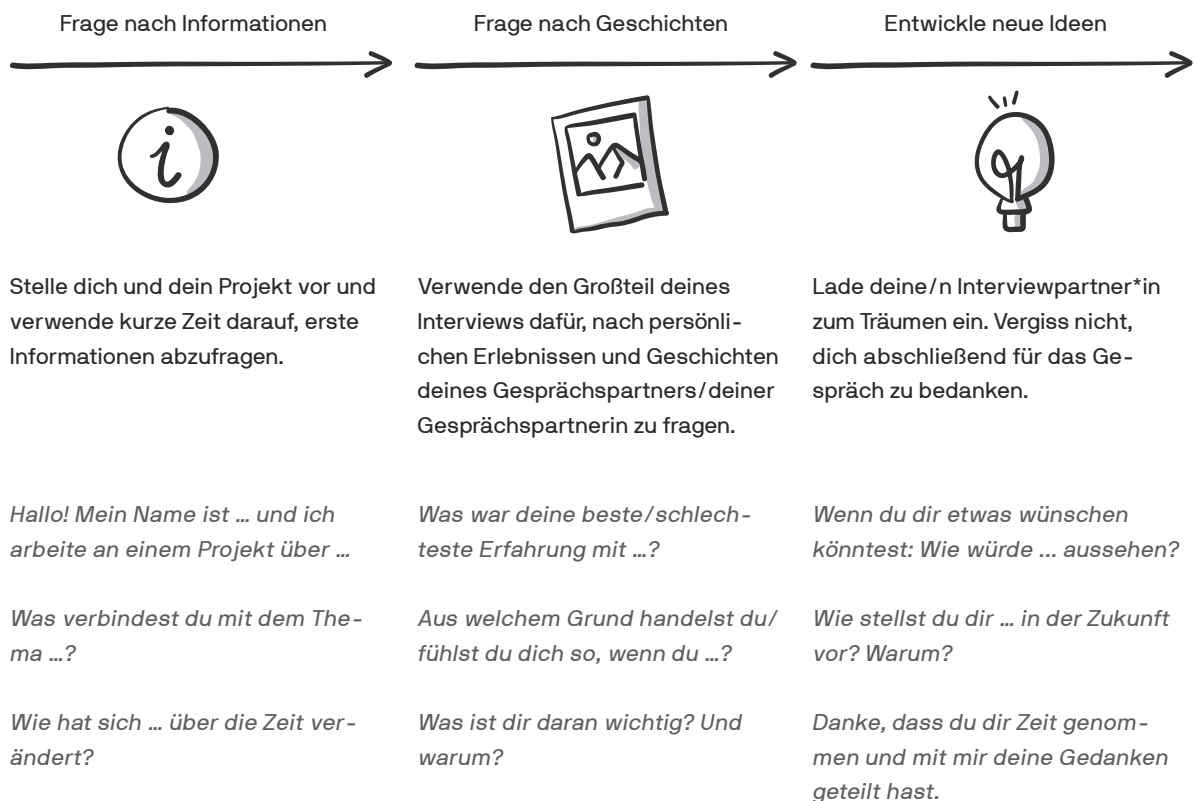 Frage nach Informationen
Stelle dich und dein Projekt vor und
verwende kurze Zeit darauf, erste
Informationen abzufragen.
Hallo! Mein Name ist … und ich
arbeite an einem Projekt über …
Was verbindest du mit dem The-
ma …?
Wie hat sich … über die Zeit ver-
ändert?
Frage nach Geschichten
Verwende den Großteil deines
Interviews dafür, nach persönli-
chen Erlebnissen und Geschichten
deines Gesprächspartners/deiner
Gesprächspartnerin zu fragen.
Was war deine beste/schlech-
teste Erfahrung mit …?
Aus welchem Grund handelst du/
fühlst du dich so, wenn du …?
Was ist dir daran wichtig? Und
warum?
Entwickle neue Ideen
Lade deine/n Interviewpartner*in
zum Träumen ein. Vergiss nicht,
dich abschließend für das Ge-
spräch zu bedanken.
Wenn du dir etwas wünschen
könntest: Wie würde ... aussehen?
Wie stellst du dir … in der Zukunft
vor? Warum?
Danke, dass du dir Zeit genom-
men und mit mir deine Gedanken
geteilt hast.